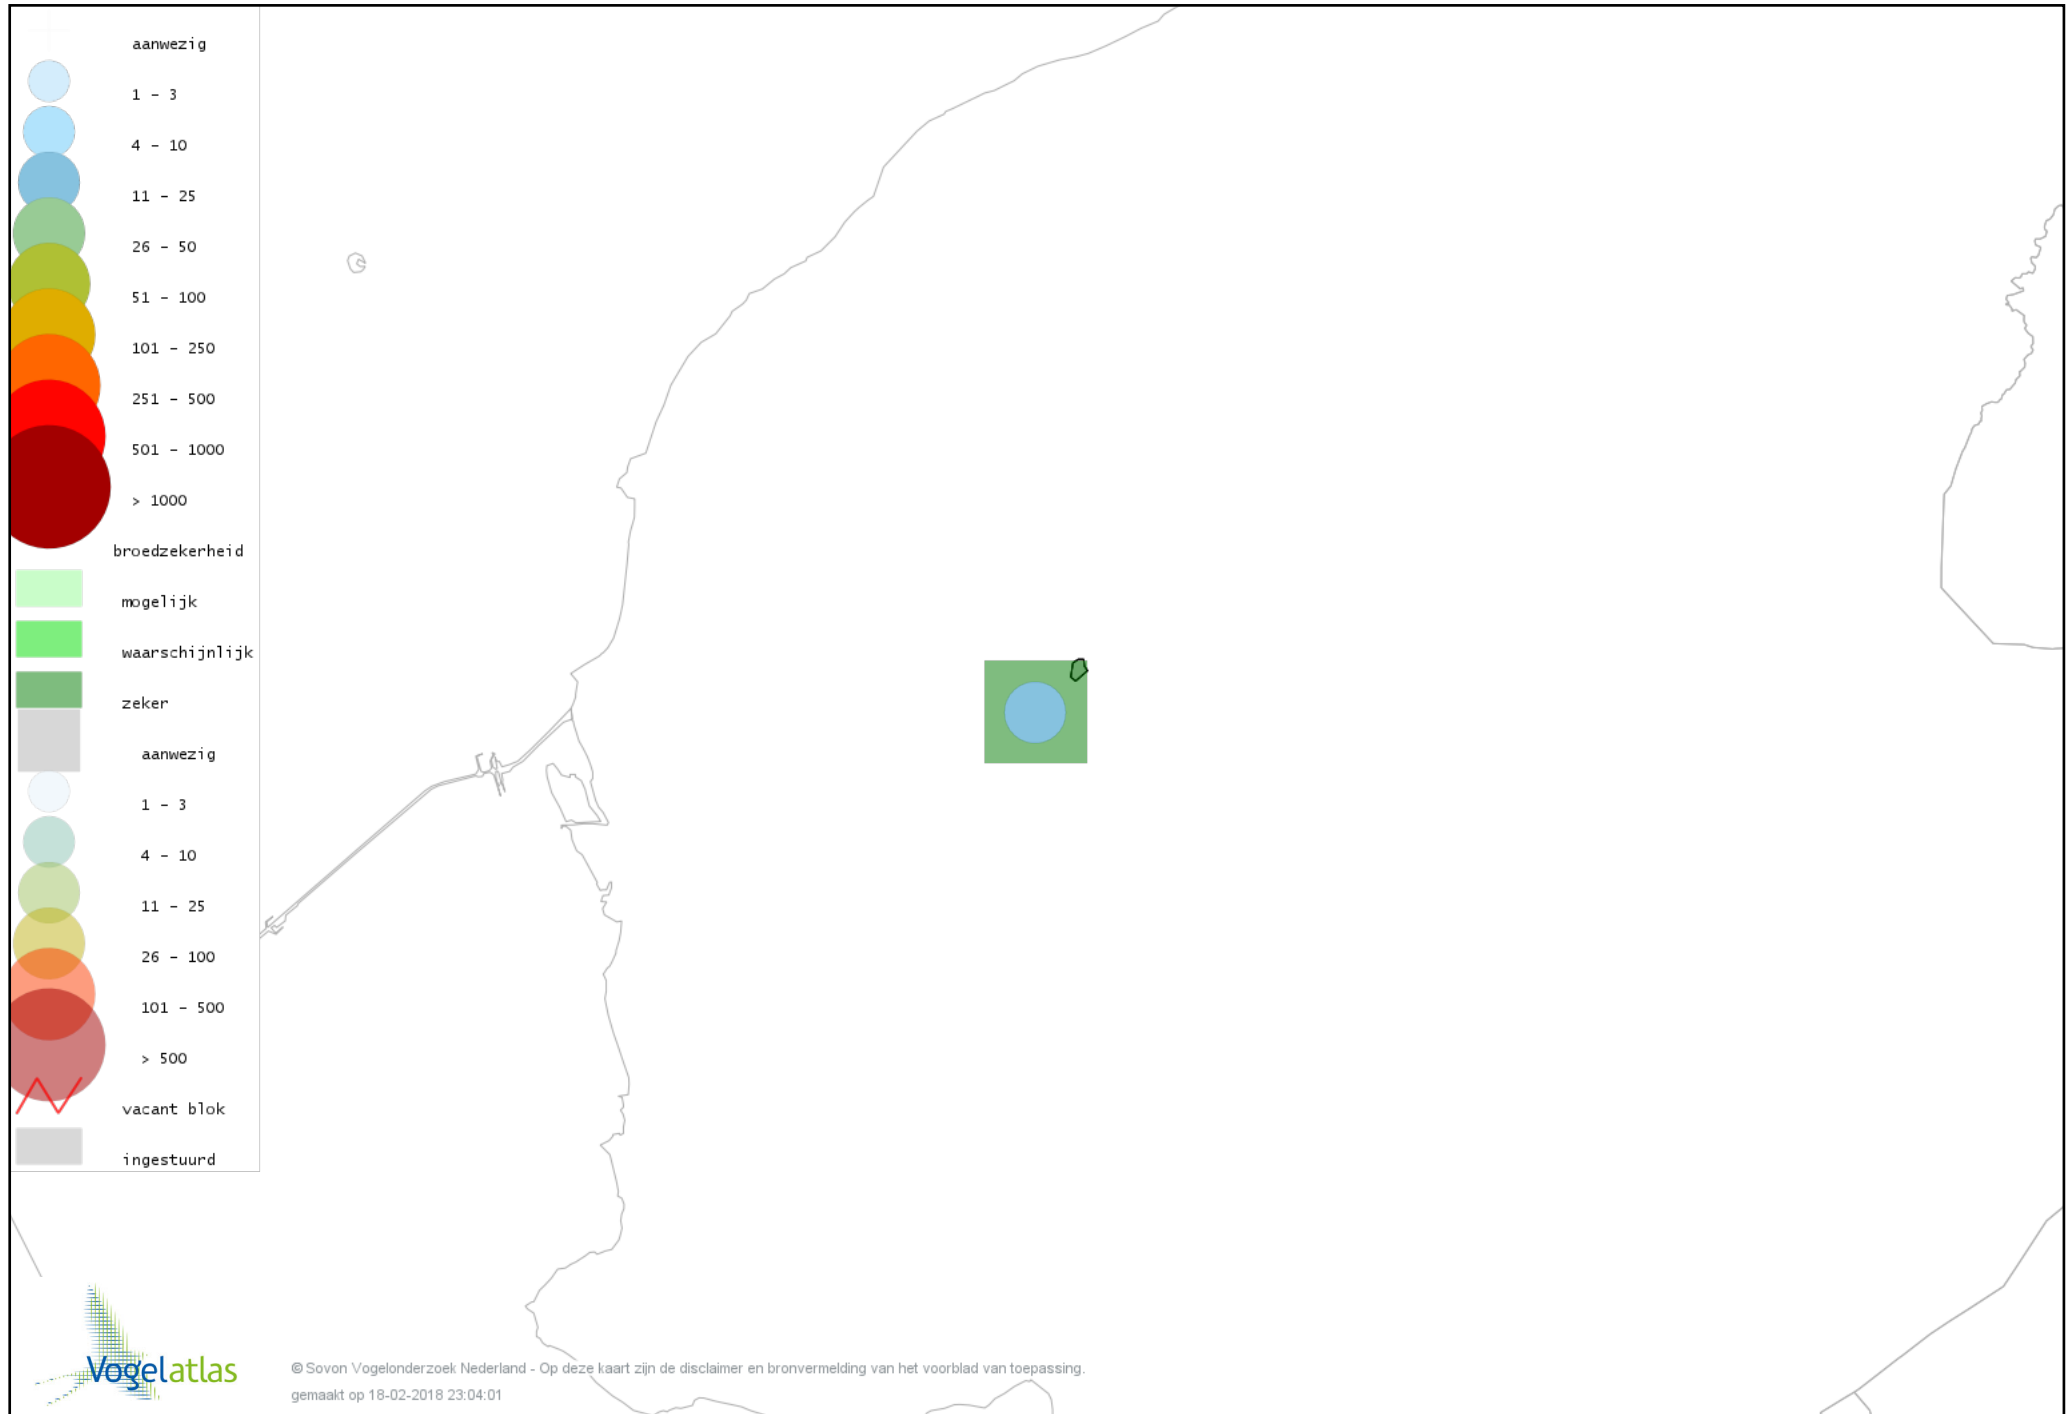 aanwezig
1 - 3
4 - 10
11 - 25
26 - 50
51 - 100
101 - 250
251 - 500
501 - 1000
> 1000
broedzekerheid
mogelijk
waarschijnlijk
zeker
aanwezig
1 - 3
4 - 10
11 - 25
26 - 100
101 - 500
> 500
vacant blok
ingestuurd
Vogelatlas
© Sovon Vogelonderzoek Nederland - Op deze kaart zijn de disclaimer en bronvermelding van het voorblad van toepassing.
gemaakt op 18-02-2018 23:04:01